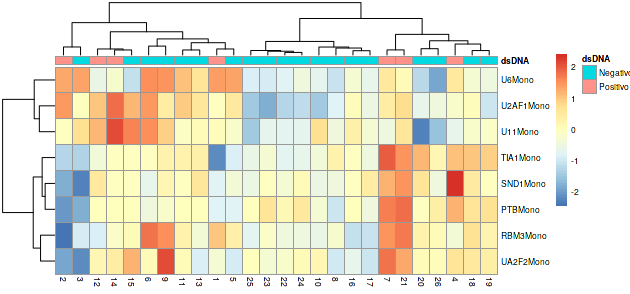 dsDNA
U6Mono
U2AF1Mono
U11Mono
TIA1Mono
SND1Mono
PTBMono
RBM3Mono
UA2F2Mono
2 3 12 14 15 6 9 11 13 1 5 25 23 22 24 10 8 16 17 7 21 20 26 4 18 19
2
1
0
-1
-2
dsDNA
Negativo
Positivo